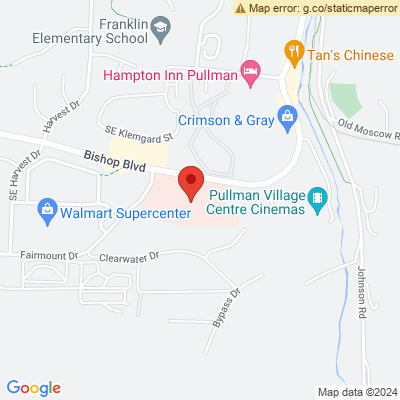 Map error: g.co/staticmaperror
Franklin
Elementary School
Tan's Chinese
Hampton Inn Pullman
Harvest Dr
Crimson & Gray
Old Moscow R
SE Klemgard St
Bishop Blvd
SE Harvest Dr
Pullman Village
Centre Cinemas
Walmart Supercenter
Fairmount Dr
Clearwater Dr
Johnson Rd
Bypass Dr
Google
Map data ©2024